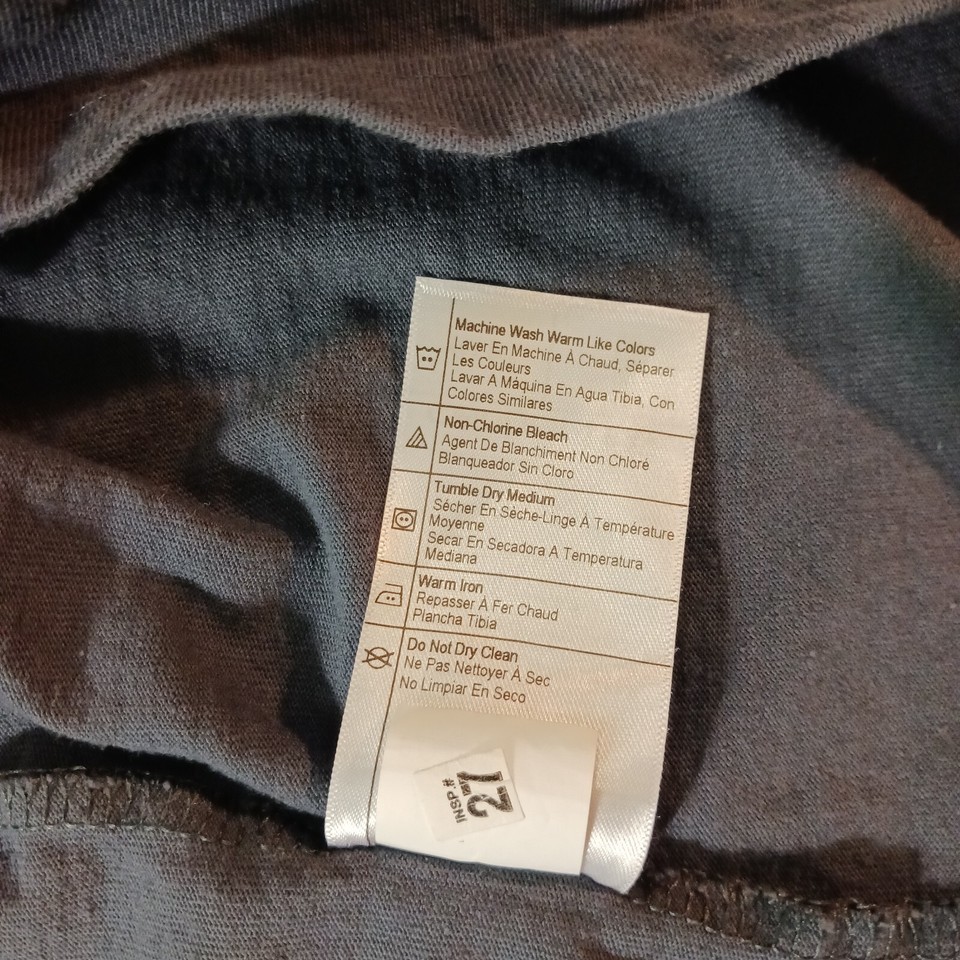 Machine Wash Warm Like Colors
Laver En Machine À Chaud, Séparer
Les Couleurs
Lavar A Máquina En Agua Tibia, Con
Colores Similares
Non-Chlorine Bleach
Agent De Blanchiment Non Chloré
Blanqueador Sin Cloro
Tumble Dry Medium
Sécher En Sèche-Linge À Température
Moyenne
Secar En Secadora A Temperatura
Mediana
Warm Iron
Repasser À Fer Chaud
Plancha Tibia
Do Not Dry Clean
Ne Pas Nettoyer À Sec
No Limpiar En Seco
INSP.#
27